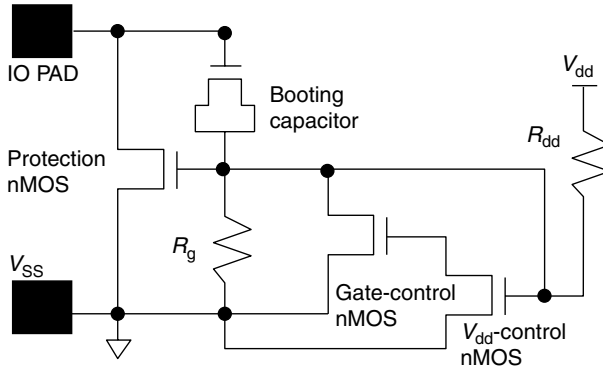 IO PAD
Booting
capacitor
V_dd
R_dd
Protection
nMOS
R_g
V_SS
Gate-control
nMOS
V_dd-control
nMOS